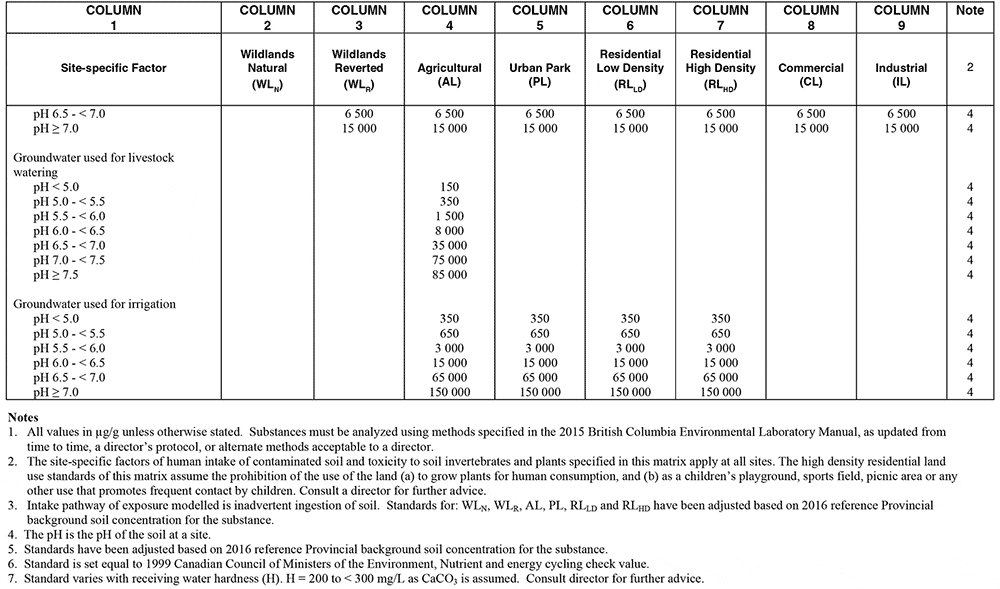 COLUMN 1 COLUMN 2 COLUMN 3 COLUMN 4 COLUMN 5 COLUMN 6 COLUMN 7 COLUMN 8 COLUMN 9 Note
Site-specific Factor Wildlands Natural (WLN) Wildlands Reverted (WLR) Agricultural (AL) Urban Park (PL) Residential Low Density (RLLD) Residential High Density (RLHD) Commercial (CL) Industrial (IL) 2
pH 6.5 - < 7.0 6 500 6 500 6 500 6 500 6 500 6 500 6 500 4
pH ≥ 7.0 15 000 15 000 15 000 15 000 15 000 15 000 15 000 4
Groundwater used for livestock
watering
pH < 5.0 150 4
pH 5.0 - < 5.5 350 4
pH 5.5 - < 6.0 1 500 4
pH 6.0 - < 6.5 8 000 4
pH 6.5 - < 7.0 35 000 4
pH 7.0 - < 7.5 75 000 4
pH ≥ 7.5 85 000 4
Groundwater used for irrigation
pH < 5.0 350 350 350 350 4
pH 5.0 - < 5.5 650 650 650 650 4
pH 5.5 - < 6.0 3 000 3 000 3 000 3 000 4
pH 6.0 - < 6.5 15 000 15 000 15 000 15 000 4
pH 6.5 - < 7.0 65 000 65 000 65 000 65 000 4
pH ≥ 7.0 150 000 150 000 150 000 150 000 4
Notes
1. All values in µg/g unless otherwise stated. Substances must be analyzed using methods specified in the 2015 British Columbia Environmental Laboratory Manual, as updated from
time to time, a director's protocol, or alternate methods acceptable to a director.
2. The site-specific factors of human intake of contaminated soil and toxicity to soil invertebrates and plants specified in this matrix apply at all sites. The high density residential land
use standards of this matrix assume the prohibition of the use of the land (a) to grow plants for human consumption, and (b) as a children's playground, sports field, picnic area or any
other use that promotes frequent contact by children. Consult a director for further advice.
3. Intake pathway of exposure modelled is inadvertent ingestion of soil. Standards for: WLN, WLR, AL, PL, RLLD and RLHD have been adjusted based on 2016 reference Provincial
background soil concentration for the substance.
4. The pH is the pH of the soil at a site.
5. Standards have been adjusted based on 2016 reference Provincial background soil concentration for the substance.
6. Standard is set equal to 1999 Canadian Council of Ministers of the Environment, Nutrient and energy cycling check value.
7. Standard varies with receiving water hardness (H). H = 200 to < 300 mg/L as CaCO3 is assumed. Consult director for further advice.